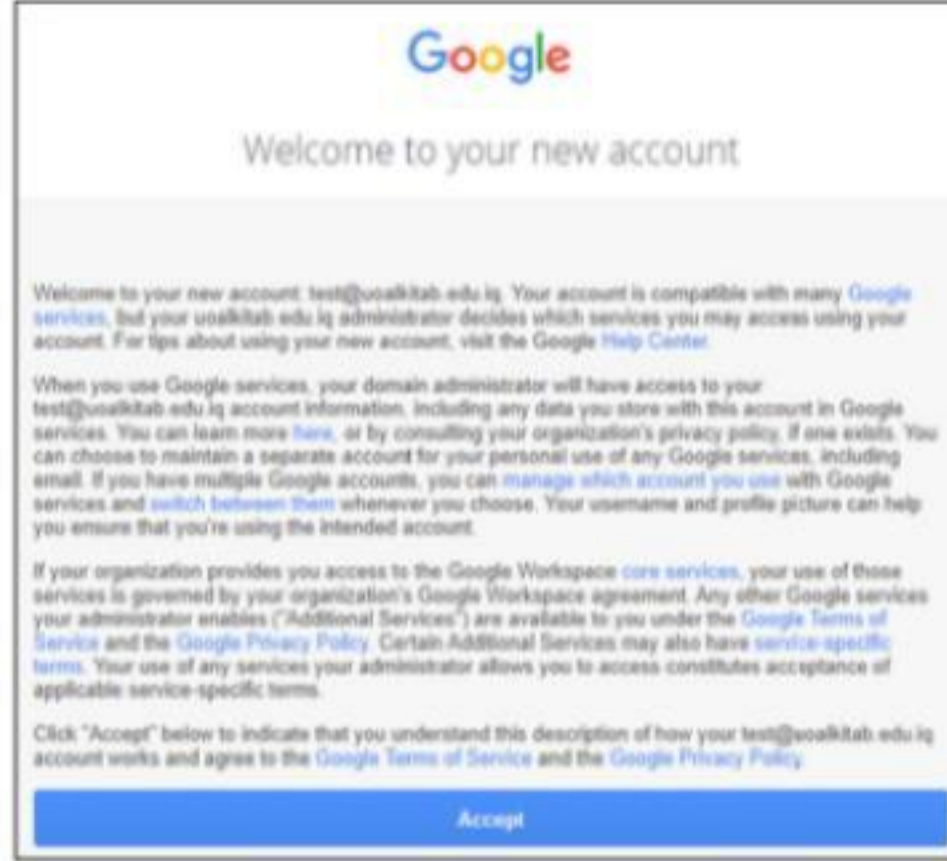 Google
Welcome to your new account
Welcome to your new account: test@uoalkitab.edu.iq. Your account is compatible with many Google
services, but your uoalkitab.edu.iq administrator decides which services you may access using your
account. For tips about using your new account, visit the Google Help Center.
When you use Google services, your domain administrator will have access to your
test@uoalkitab.edu.iq account information, including any data you store with this account in Google
services. You can learn more here, or by consulting your organization's privacy policy, if one exists. You
can choose to maintain a separate account for your personal use of any Google services, including
email. If you have multiple Google accounts, you can manage which account you use with Google
services and switch between them whenever you choose. Your username and profile picture can help
you ensure that you're using the intended account.
If your organization provides you access to the Google Workspace core services, your use of those
services is governed by your organization's Google Workspace agreement. Any other Google services
your administrator enables ("Additional Services") are available to you under the Google Terms of
Service and the Google Privacy Policy. Certain Additional Services may also have service-specific
terms. Your use of any services your administrator allows you to access constitutes acceptance of
applicable service-specific terms.
Click "Accept" below to indicate that you understand this description of how your test@uoalkitab.edu.iq
account works and agree to the Google Terms of Service and the Google Privacy Policy.
Accept